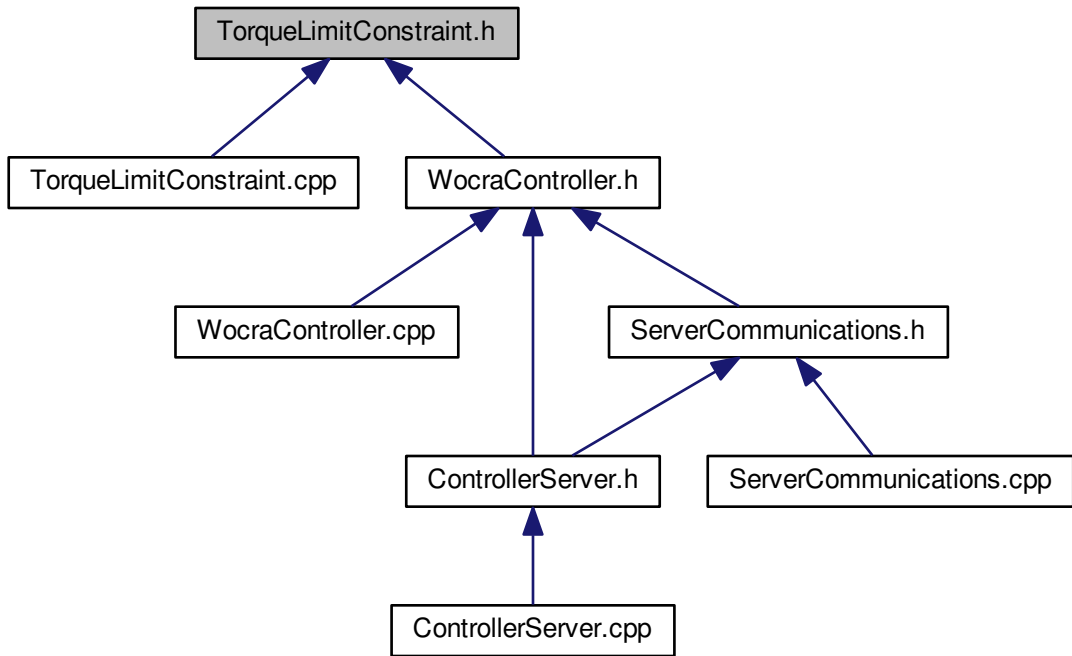 TorqueLimitConstraint.h
TorqueLimitConstraint.cpp
WocraController.h
WocraController.cpp
ServerCommunications.h
ControllerServer.h
ServerCommunications.cpp
ControllerServer.cpp